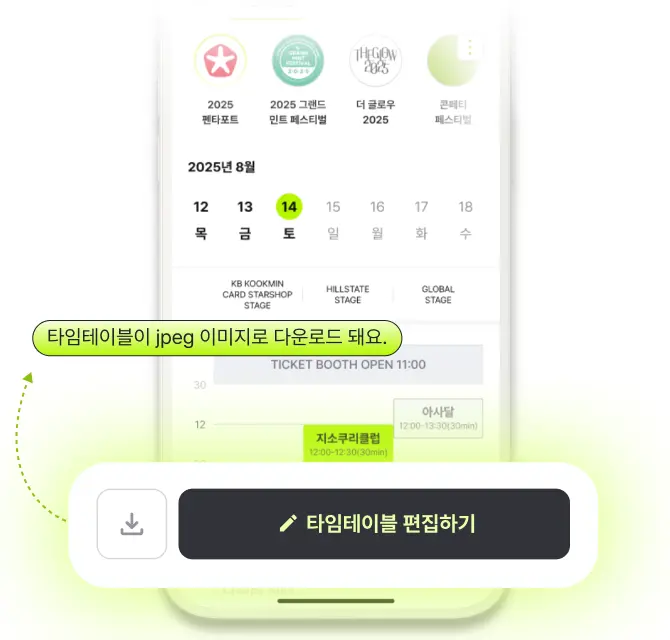 GRAND
MINT
FESTIVAL
2025
THE GLOW
2025
2025
펜타포트
2025 그랜드
민트 페스티벌
더 글로우
2025
콘페티
페스티벌
2025년 8월
12 13 14 15 16 17 18
목 금 토 일 월 화 수
KB KOOKMIN
CARD STARSHOP
STAGE
HILLSTATE
STAGE
GLOBAL
STAGE
타임테이블이 jpeg 이미지로 다운로드 돼요.
TICKET BOOTH OPEN 11:00
30
아사달
12:00-13:30(30min)
12
지소쿠리클럽
12:00-12:30(30min)
타임테이블 편집하기